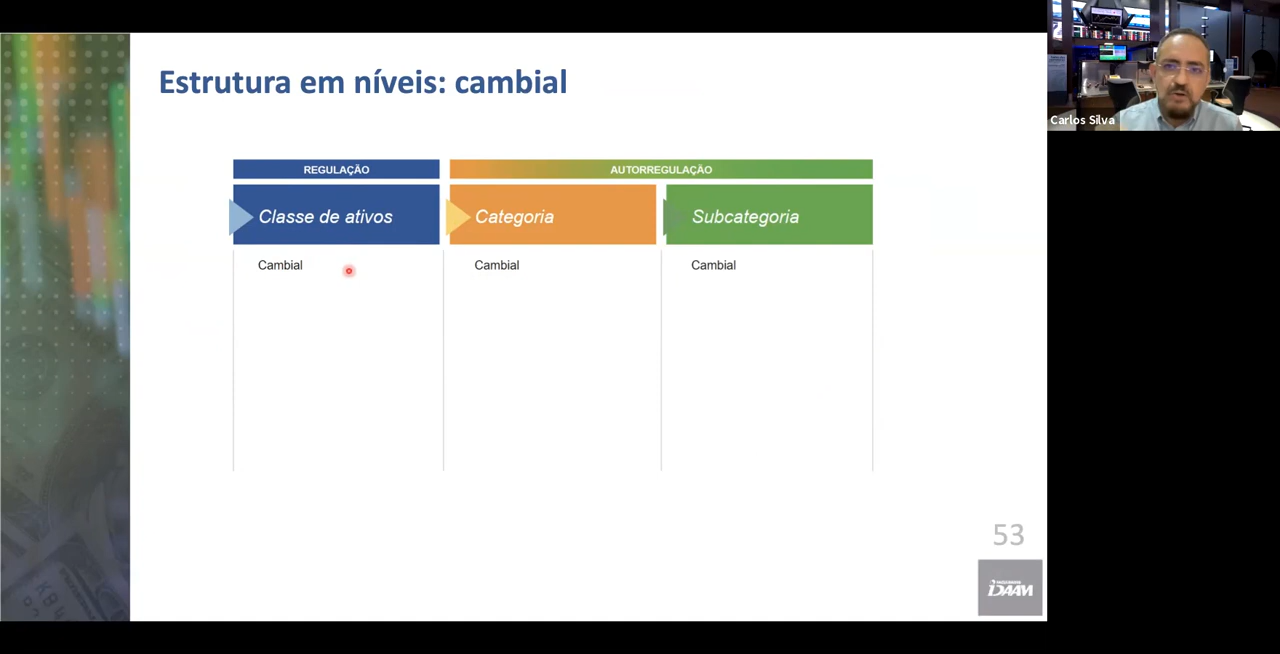 Estrutura em níveis: cambial
Carlos Silva
REGULAÇÃO
AUTORREGULAÇÃO
Classe de ativos
Categoria
Subcategoria
Cambial
Cambial
Cambial
53